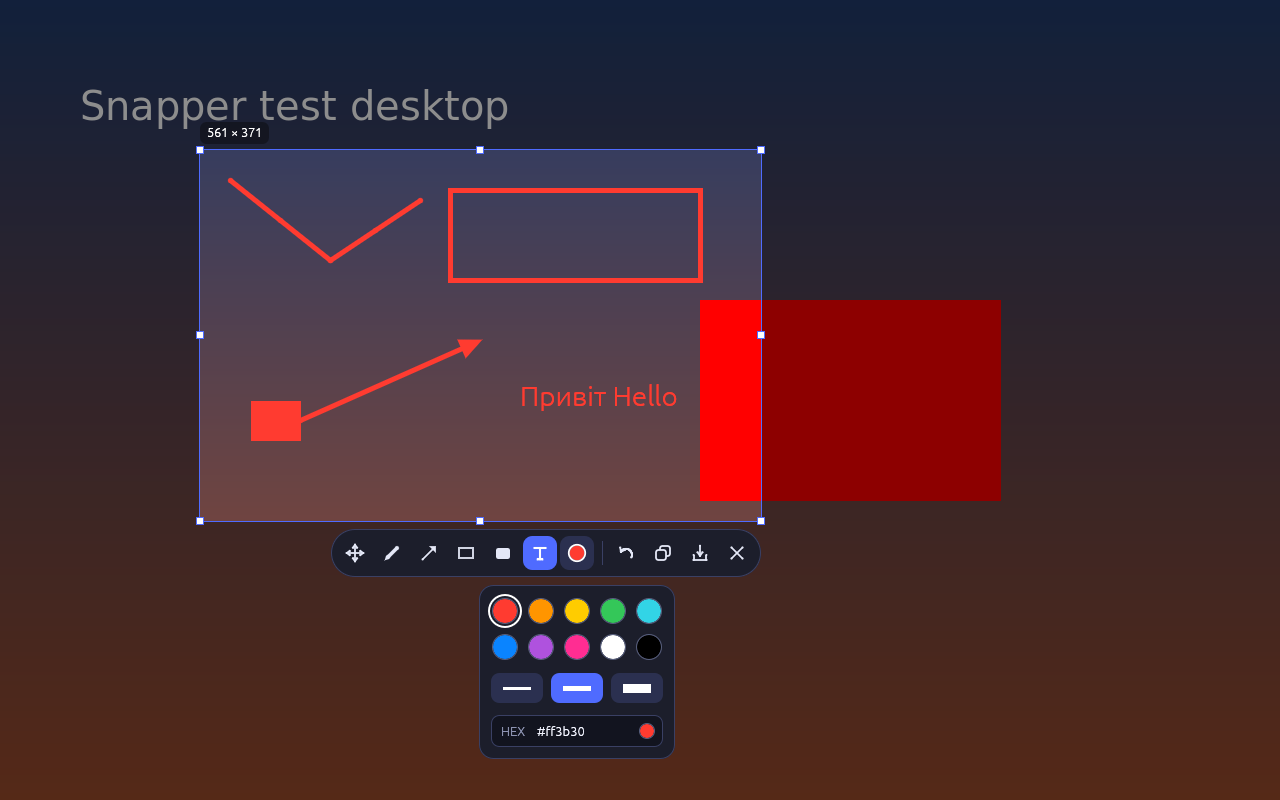 Snapper test desktop
561 × 371
Привіт Hello
HEX #ff3b30